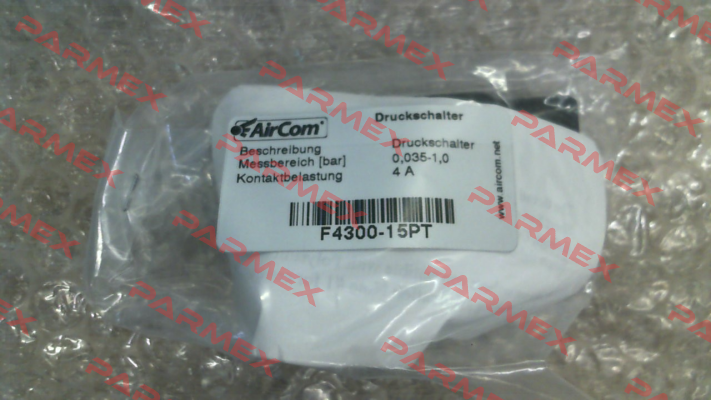 AirCom
Druckschalter
Beschreibung Druckschalter
Messbereich [bar] 0,035-1,0
Kontaktbelastung 4 A
F4300-15PT
www.aircom.net
PARMEX